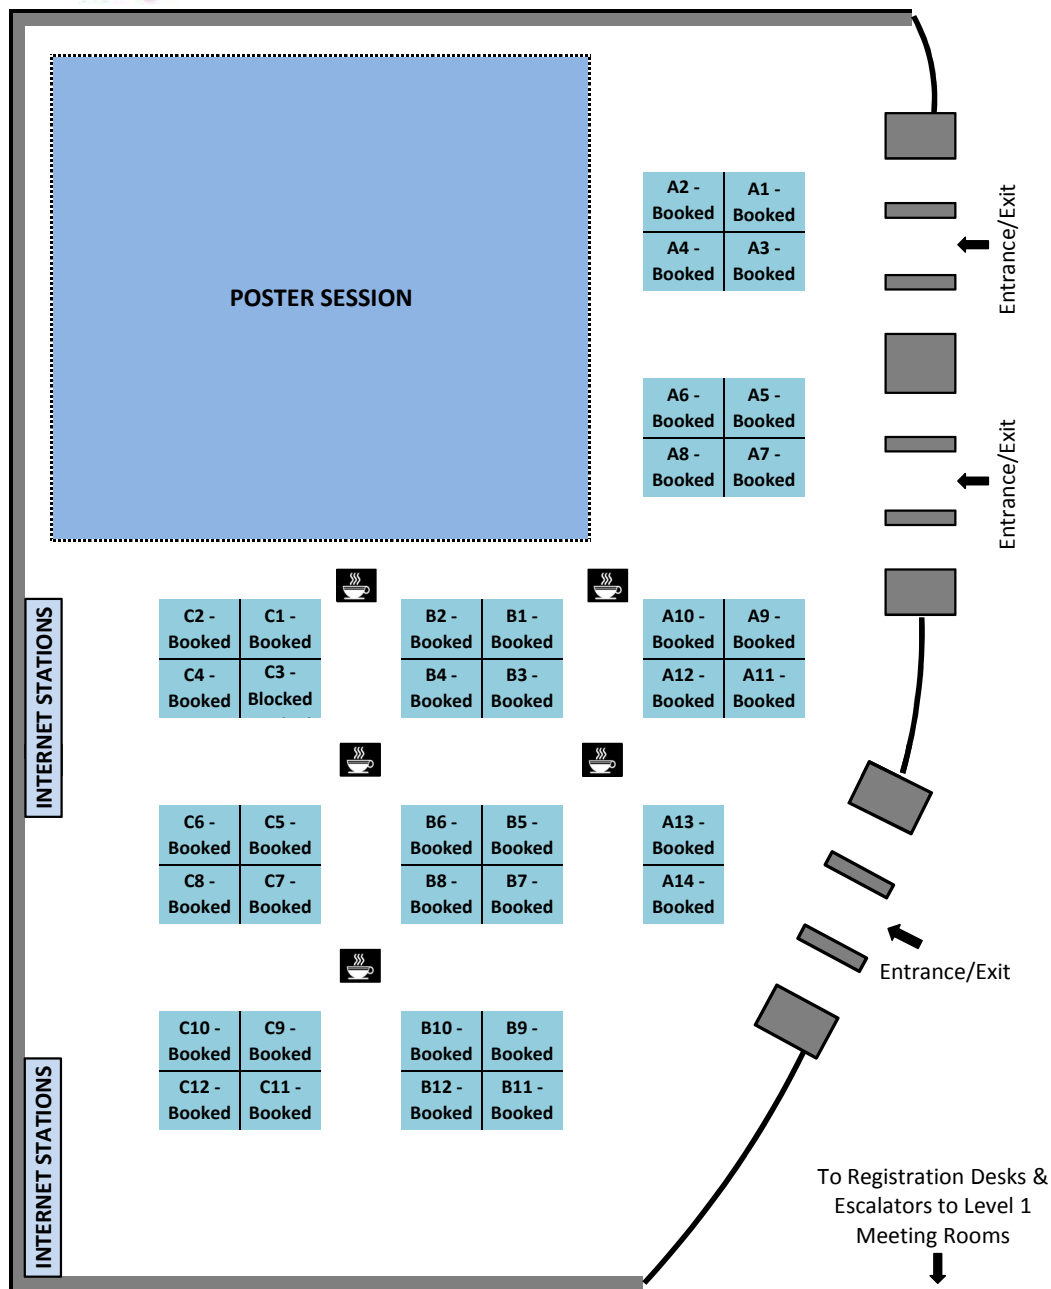 A2 -
Booked
A1 -
Booked
A4 -
Booked
A3 -
Booked
Entrance/Exit
POSTER SESSION
A6 -
Booked
A5 -
Booked
A8 -
Booked
A7 -
Booked
Entrance/Exit
INTERNET STATIONS
C2 -
Booked
C1 -
Booked
C4 -
Booked
C3 -
Blocked
B2 -
Booked
B1 -
Booked
B4 -
Booked
B3 -
Booked
A10 -
Booked
A9 -
Booked
A12 -
Booked
A11 -
Booked
C6 -
Booked
C5 -
Booked
C8 -
Booked
C7 -
Booked
B6 -
Booked
B5 -
Booked
B8 -
Booked
B7 -
Booked
A13 -
Booked
A14 -
Booked
Entrance/Exit
C10 -
Booked
C9 -
Booked
C12 -
Booked
C11 -
Booked
B10 -
Booked
B9 -
Booked
B12 -
Booked
B11 -
Booked
INTERNET STATIONS
To Registration Desks &
Escalators to Level 1
Meeting Rooms